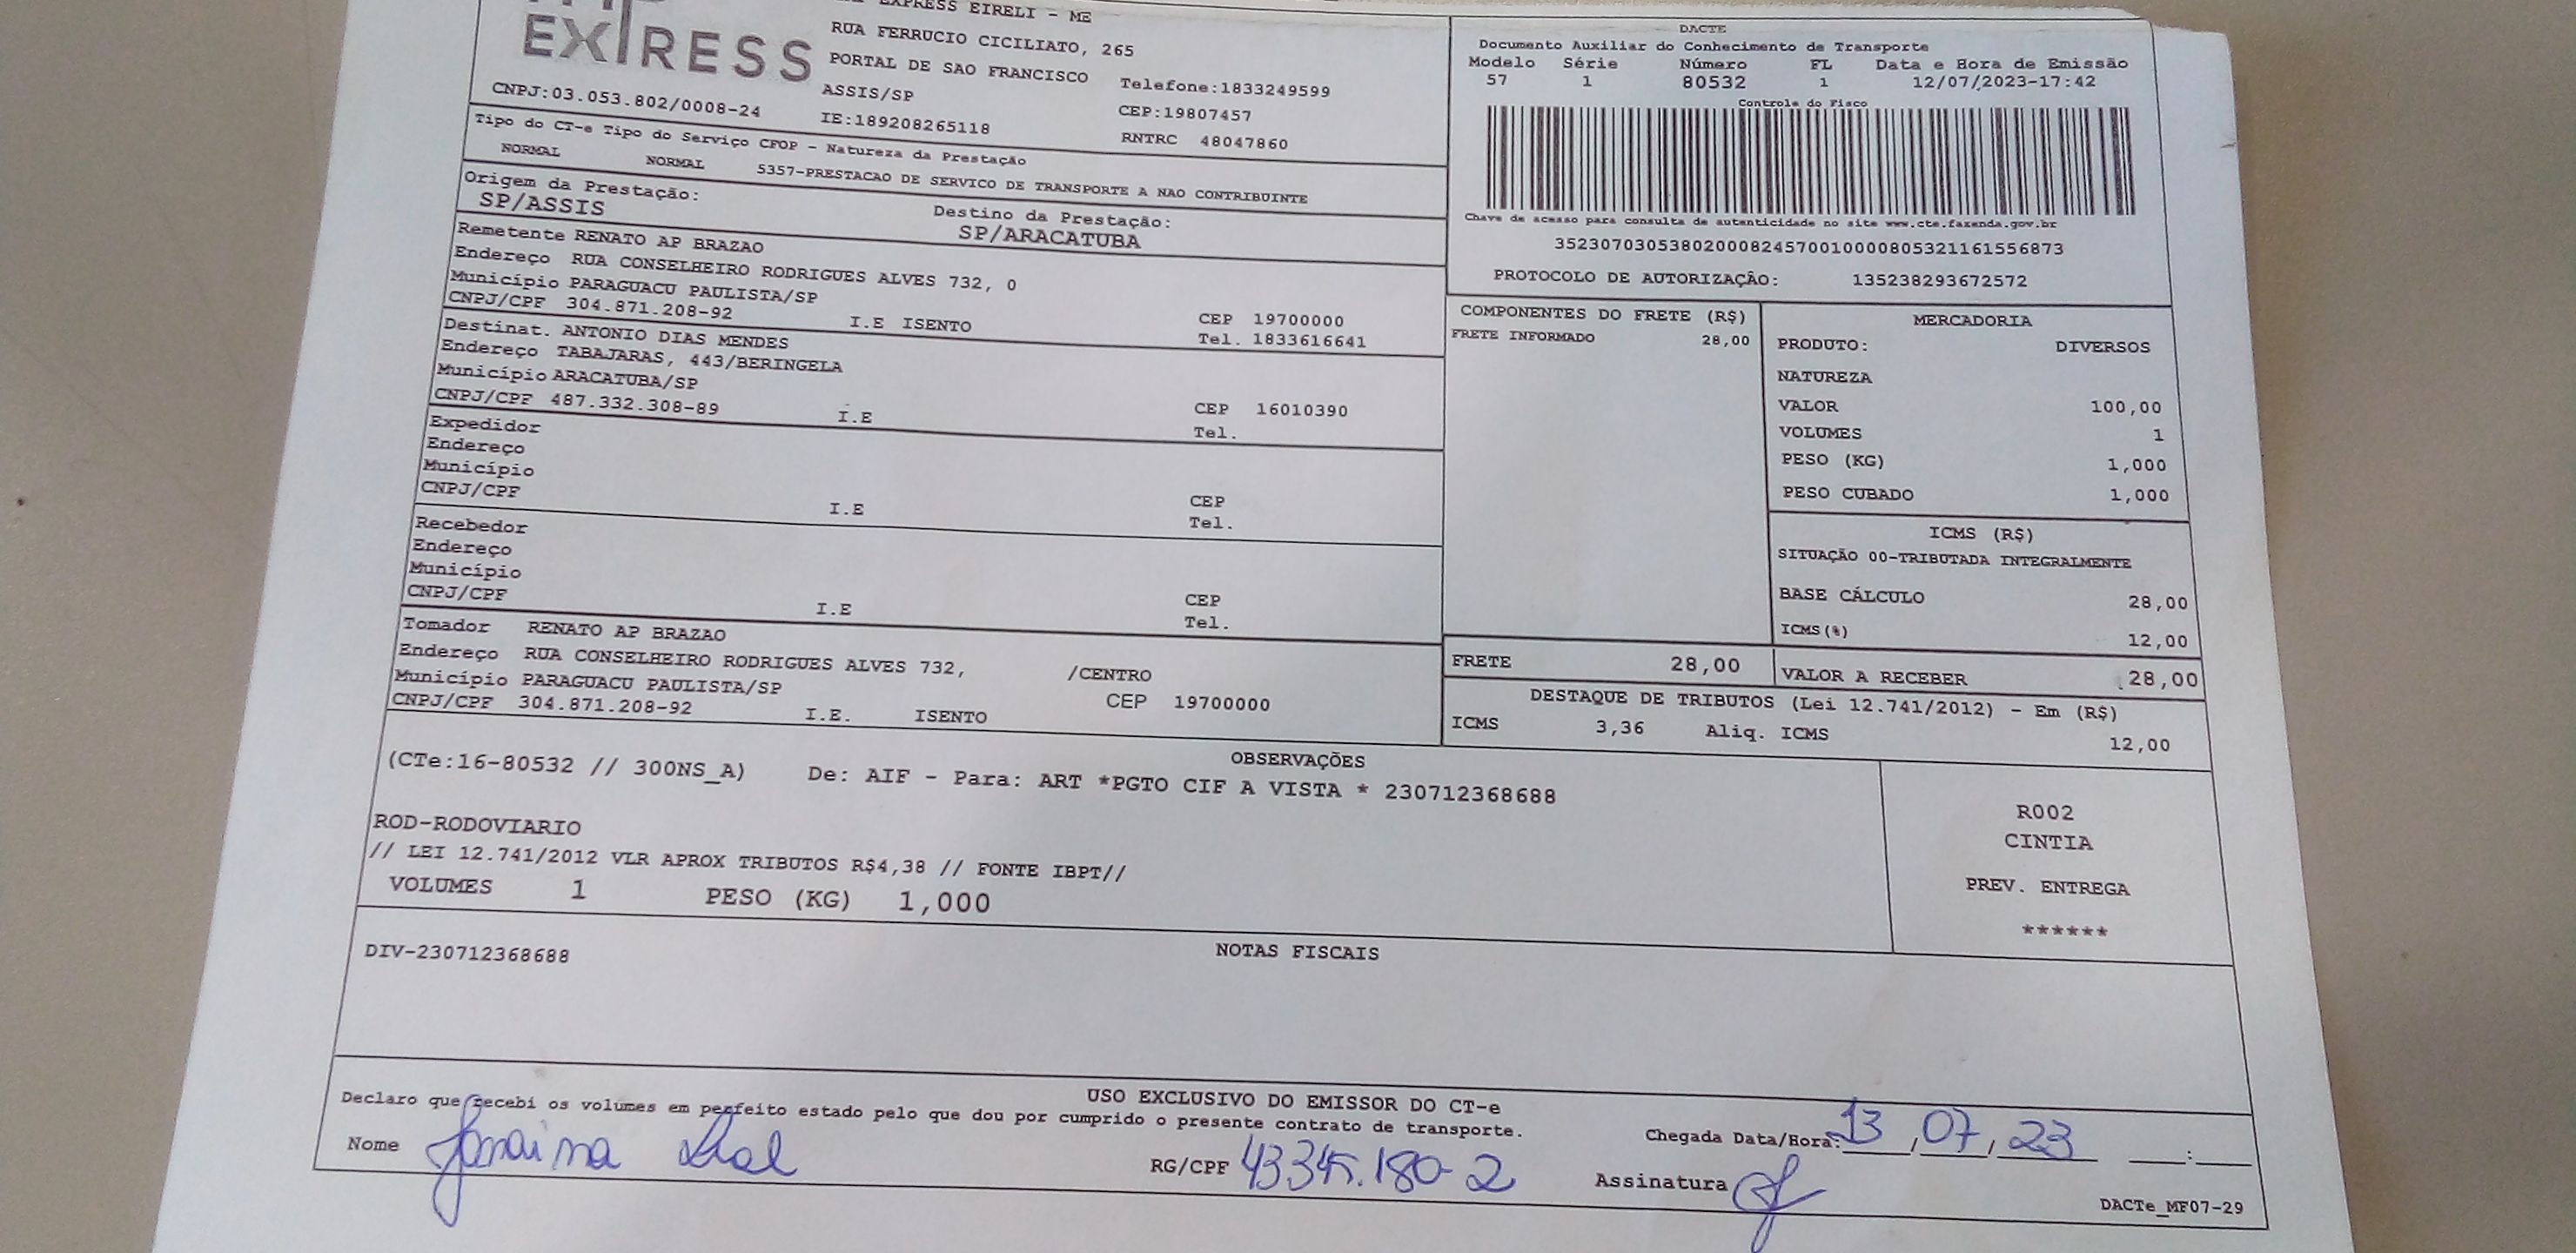 EXPRESS
EXPRESS EIRELI - ME
RUA FERRUCIO CICILIATO, 265
PORTAL DE SAO FRANCISCO Telefone:1833249599
ASSIS/SP CEP:19807457
CNPJ:03.053.802/0008-24 IE:189208265118 RNTRC 48047860
Tipo do CT-e Tipo do Serviço CFOP - Natureza da Prestação
NORMAL NORMAL 5357-PRESTACAO DE SERVICO DE TRANSPORTE A NAO CONTRIBUINTE
Origem da Prestação: Destino da Prestação:
SP/ASSIS SP/ARACATUBA
DACTE
Documento Auxiliar do Conhecimento de Transporte
Modelo Série Número FL Data e Hora de Emissão
57 1 80532 1 12/07/2023-17:42
Controle do Fisco
Chave de acesso para consulta de autenticidade no site www.cte.fazenda.gov.br
35230703053802000824570010000805321161556873
PROTOCOLO DE AUTORIZAÇÃO: 135238293672572
Remetente RENATO AP BRAZAO
Endereço RUA CONSELHEIRO RODRIGUES ALVES 732, 0
Município PARAGUACU PAULISTA/SP CEP 19700000
CNPJ/CPF 304.871.208-92 I.E ISENTO Tel. 1833616641
Destinat. ANTONIO DIAS MENDES
Endereço TABAJARAS, 443/BERINGELA
Município ARACATUBA/SP CEP 16010390
CNPJ/CPF 487.332.308-89 I.E Tel.
Expedidor
Endereço
Município CEP
CNPJ/CPF I.E Tel.
Recebedor
Endereço
Município CEP
CNPJ/CPF I.E Tel.
Tomador RENATO AP BRAZAO
Endereço RUA CONSELHEIRO RODRIGUES ALVES 732, /CENTRO
Município PARAGUACU PAULISTA/SP CEP 19700000
CNPJ/CPF 304.871.208-92 I.E. ISENTO
COMPONENTES DO FRETE (R$)
FRETE INFORMADO 28,00
MERCADORIA
PRODUTO: DIVERSOS
NATUREZA
VALOR 100,00
VOLUMES 1
PESO (KG) 1,000
PESO CUBADO 1,000
ICMS (R$)
SITUAÇÃO 00-TRIBUTADA INTEGRALMENTE
BASE CÁLCULO 28,00
ICMS(%) 12,00
FRETE 28,00 VALOR A RECEBER 28,00
DESTAQUE DE TRIBUTOS (Lei 12.741/2012) - Em (R$)
ICMS 3,36 Aliq. ICMS 12,00
OBSERVAÇÕES
(CTe:16-80532 // 300NS_A) De: AIF - Para: ART *PGTO CIF A VISTA * 230712368688
ROD-RODOVIARIO
// LEI 12.741/2012 VLR APROX TRIBUTOS R$4,38 // FONTE IBPT//
VOLUMES 1 PESO (KG) 1,000
R002
CINTIA
PREV. ENTREGA
******
NOTAS FISCAIS
DIV-230712368688
USO EXCLUSIVO DO EMISSOR DO CT-e
Declaro que recebi os volumes em perfeito estado pelo que dou por cumprido o presente contrato de transporte.
Chegada Data/Hora: 13/07/23 :
Nome Janaina Leal RG/CPF 43345.180-2 Assinatura
DACTe_MF07-29